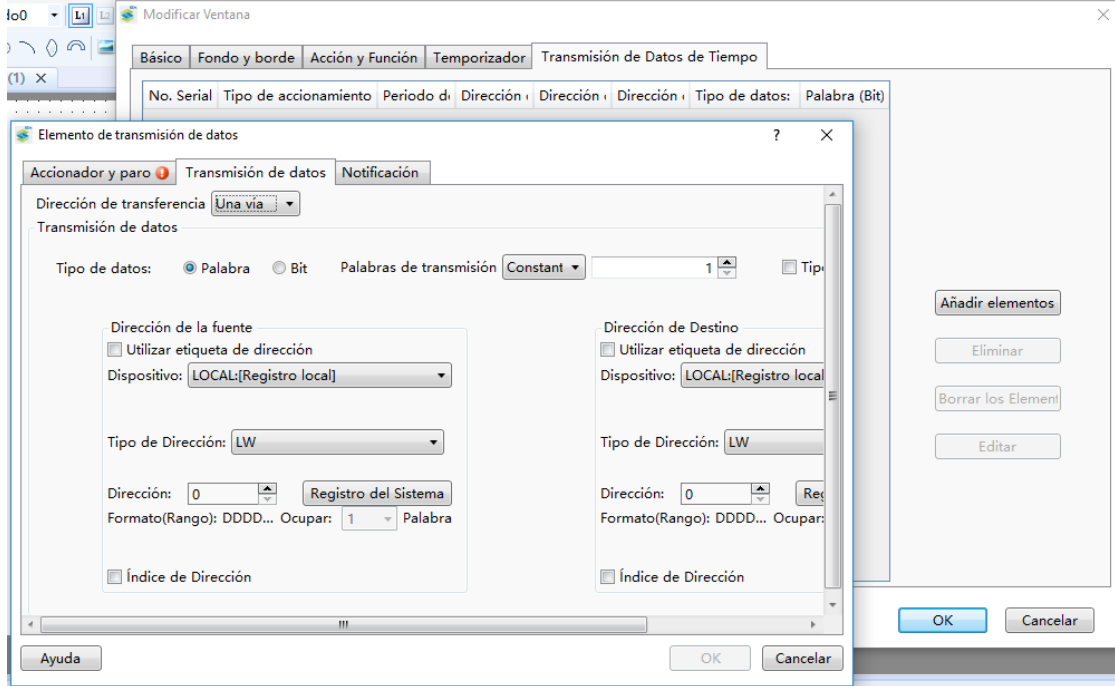 do0 L1 L2 Modificar Ventana
(1)
Básico Fondo y borde Acción y Función Temporizador Transmisión de Datos de Tiempo
No. Serial Tipo de accionamiento Periodo d Dirección Dirección Dirección Tipo de datos: Palabra (Bit)
Elemento de transmisión de datos ?
Accionador y paro Transmisión de datos Notificación
Dirección de transferencia Una vía
Transmisión de datos
Tipo de datos: Palabra Bit Palabras de transmisión Constant 1 Tip
Añadir elementos
Eliminar
Borrar los Element
Editar
Dirección de la fuente
Utilizar etiqueta de dirección
Dispositivo: LOCAL:[Registro local]
Tipo de Dirección: LW
Dirección: 0 Registro del Sistema
Formato(Rango): DDDD... Ocupar: 1 Palabra
Índice de Dirección
Dirección de Destino
Utilizar etiqueta de dirección
Dispositivo: LOCAL:[Registro local
Tipo de Dirección: LW
Dirección: 0 Reg
Formato(Rango): DDDD... Ocupar:
Índice de Dirección
OK Cancelar
Ayuda OK Cancelar